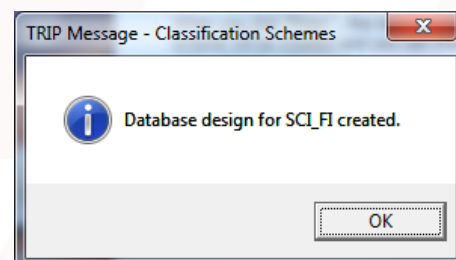 TRIP Message - Classification Schemes
Database design for SCI_FI created.
OK